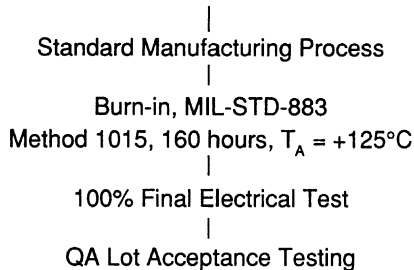 Standard Manufacturing Process
Burn-in, MIL-STD-883
Method 1015, 160 hours, T_A = +125°C
100% Final Electrical Test
QA Lot Acceptance Testing